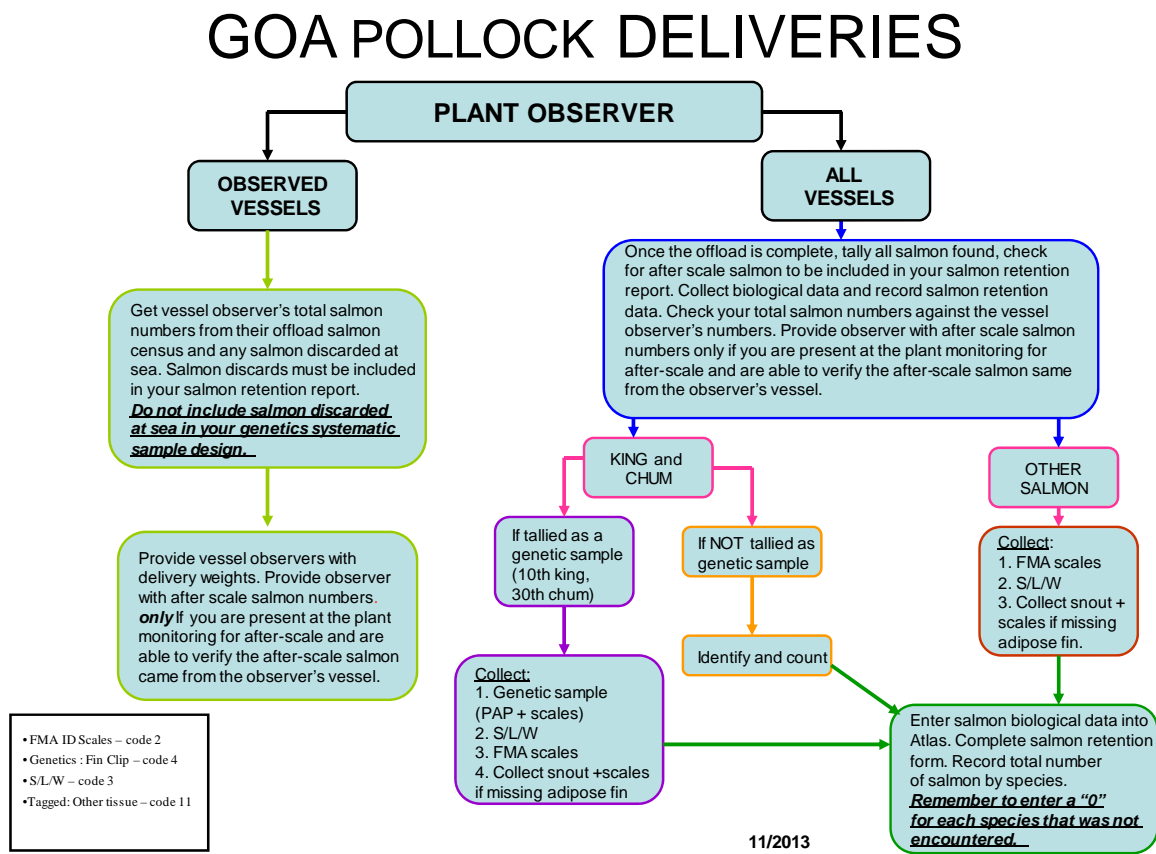 GOA POLLOCK DELIVERIES
PLANT OBSERVER
OBSERVED
VESSELS
Get vessel observer's total salmon
numbers from their offload salmon
census and any salmon discarded at
sea. Salmon discards must be included
in your salmon retention report.
Do not include salmon discarded
at sea in your genetics systematic
sample design.
Provide vessel observers with
delivery weights. Provide observer
with after scale salmon numbers.
only If you are present at the plant
monitoring for after-scale and are
able to verify the after-scale salmon
came from the observer's vessel.
ALL
VESSELS
Once the offload is complete, tally all salmon found, check
for after scale salmon to be included in your salmon retention
report. Collect biological data and record salmon retention
data. Check your total salmon numbers against the vessel
observer's numbers. Provide observer with after scale salmon
numbers only if you are present at the plant monitoring for
after-scale and are able to verify the after-scale salmon same
from the observer's vessel.
KING and
CHUM
If tallied as a
genetic sample
(10th king,
30th chum)
Collect:
1. Genetic sample
(PAP + scales)
2. S/L/W
3. FMA scales
4. Collect snout +scales
if missing adipose fin
If NOT tallied as
genetic sample
Identify and count
OTHER
SALMON
Collect:
1. FMA scales
2. S/L/W
3. Collect snout +
scales if missing
adipose fin.
Enter salmon biological data into
Atlas. Complete salmon retention
form. Record total number
of salmon by species.
Remember to enter a "0"
for each species that was not
encountered.
•FMA ID Scales – code 2
•Genetics : Fin Clip – code 4
•S/L/W – code 3
•Tagged: Other tissue – code 11
11/2013